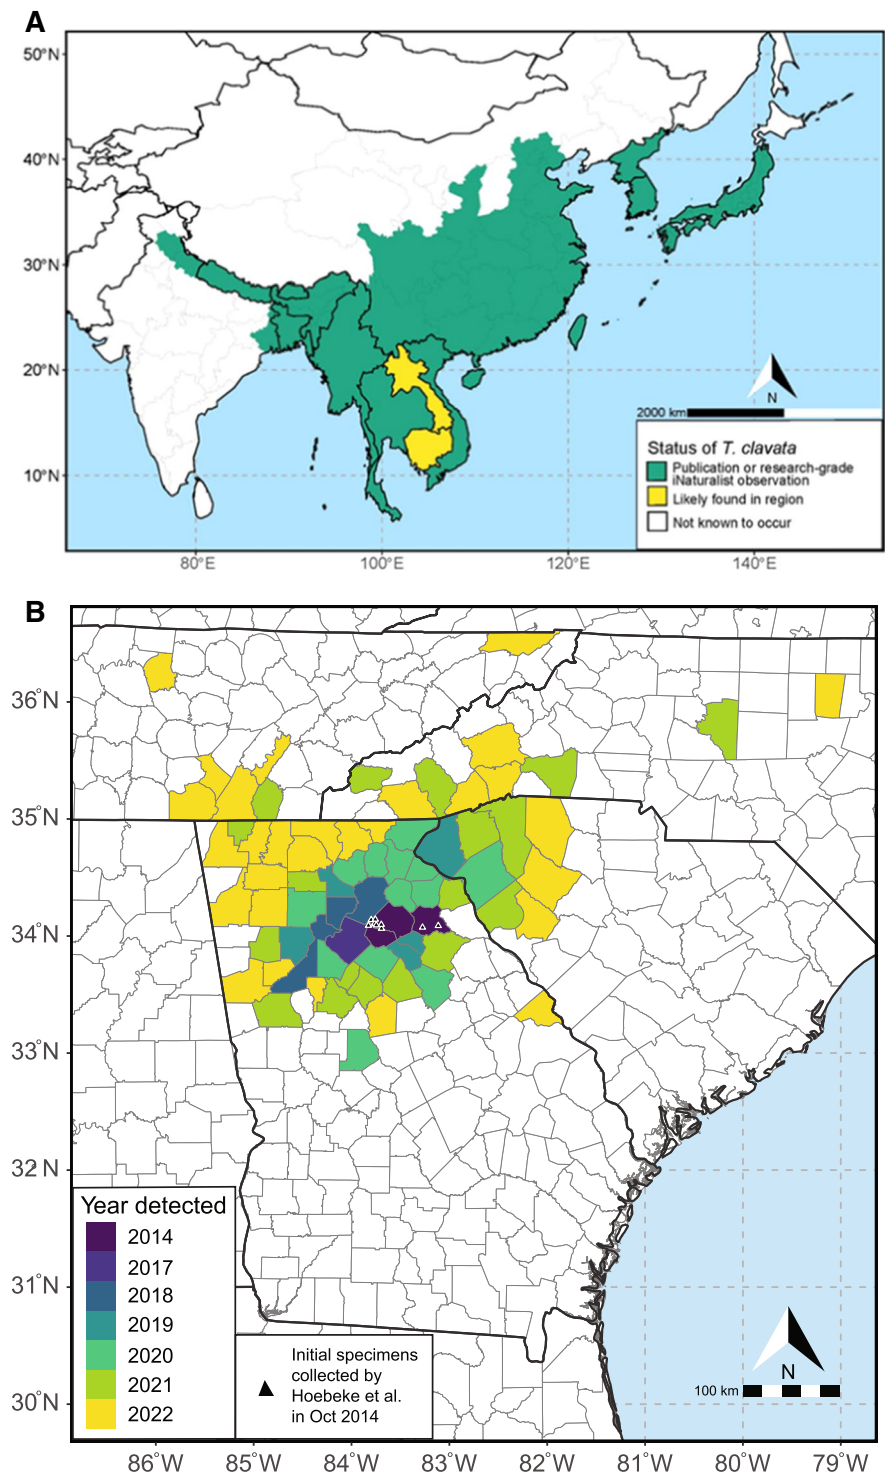 A
50°N
40°N
30°N
20°N
10°N
N
2000 km
Status of T. clavata
Publication or research-grade
iNaturalist observation
Likely found in region
Not known to occur
80°E
100°E
120°E
140°E
B
36°N
35°N
34°N
33°N
32 N
31°N
30°N
Year detected
2014
2017
2018
2019
2020
2021
2022
Initial specimens
collected by
Hoebeke et al.
in Oct 2014
N
100 km
86°W
85°W
84°W
83°W
82°W
81°W
80°W
79°W